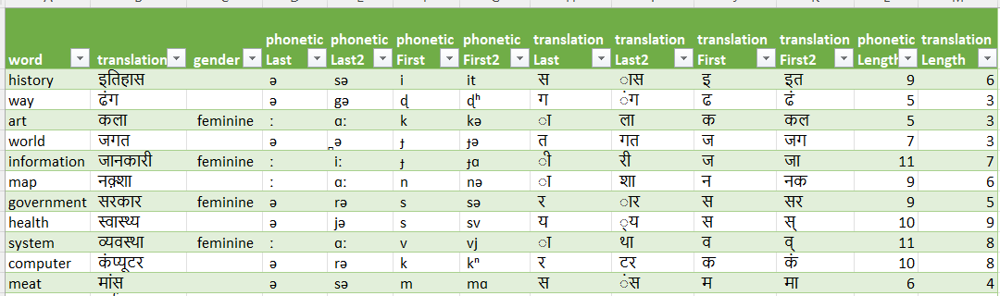 phonetic phonetic phonetic phonetic translation translation translation translation phonetic translation
word translation gender Last Last2 First First2 Last Last2 First First2 Length Length
history इतिहास ə sə i it स ास इ इत 9 6
way ढंग ə gə ɖ ɖʰ ग ंग ढ ढं 5 3
art कला feminine ː ɑː k kə ा ला क कल 5 3
world जगत ə ̪ə ɟ ɟə त गत ज जग 7 3
information जानकारी feminine ː iː ɟ ɟɑ ी री ज जा 11 7
map नक़्शा ː ɑː n nə ा शा न नक 9 6
government सरकार feminine ə rə s sə र ार स सर 9 5
health स्वास्थ्य ə jə s sv य ्य स स् 10 9
system व्यवस्था feminine ː ɑː v vj ा था व व् 11 8
computer कंप्यूटर ə rə k kⁿ र टर क कं 10 8
meat मांस ə sə m mɑ स ंस म मा 6 4